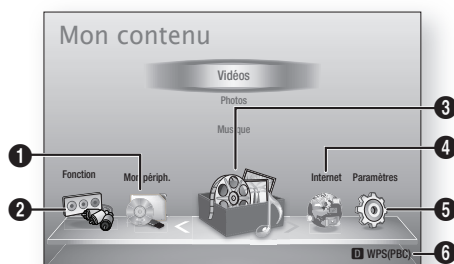 Mon contenu
Vidéos
Photos
Musique
Fonction
Mon périph.
Internet
Paramètres
D WPS(PBC)
1
2
3
4
5
6